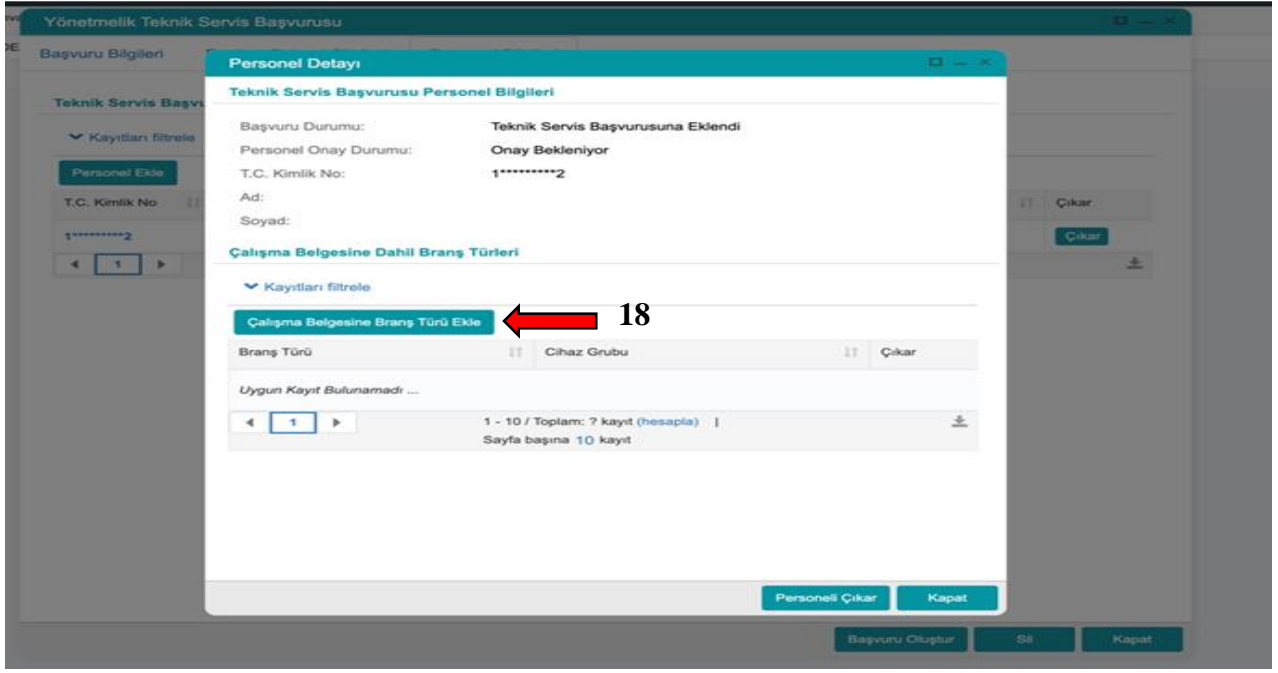 Yönetmelik Teknik Servis Başvurusu
Başvuru Bilgileri
Personel Detayı
Teknik Servis Başvurusu Personel Bilgileri
Teknik Servis
Başvuru Durumu: Teknik Servis Başvurusuna Eklendi
Kayıtları filtrele
Personel Onay Durumu: Onay Bekleniyor
Personel Ekle
T.C. Kimlik No: 1*********2
T.C. Kimlik No
Ad:
Çıkar
Soyad:
1*********2
Çıkar
Çalışma Belgesine Dahil Branş Türleri
1
Kayıtları filtrele
Çalışma Belgesine Branş Türü Ekle
18
Branş Türü Cihaz Grubu Çıkar
Uygun Kayıt Bulunamadı ...
1 1 - 10 / Toplam: ? kayıt (hesapla) |
Sayfa başına 10 kayıt
Personeli Çıkar Kapat
Başvuru Oluştur Sil Kapat